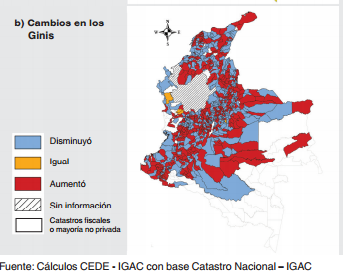 b) Cambios en los
Ginis
N
W
E
S
Disminuyó
Igual
Aumentó
Sin información
Catastros fiscales
o mayoría no privada
Fuente: Cálculos CEDE - IGAC con base Catastro Nacional – IGAC